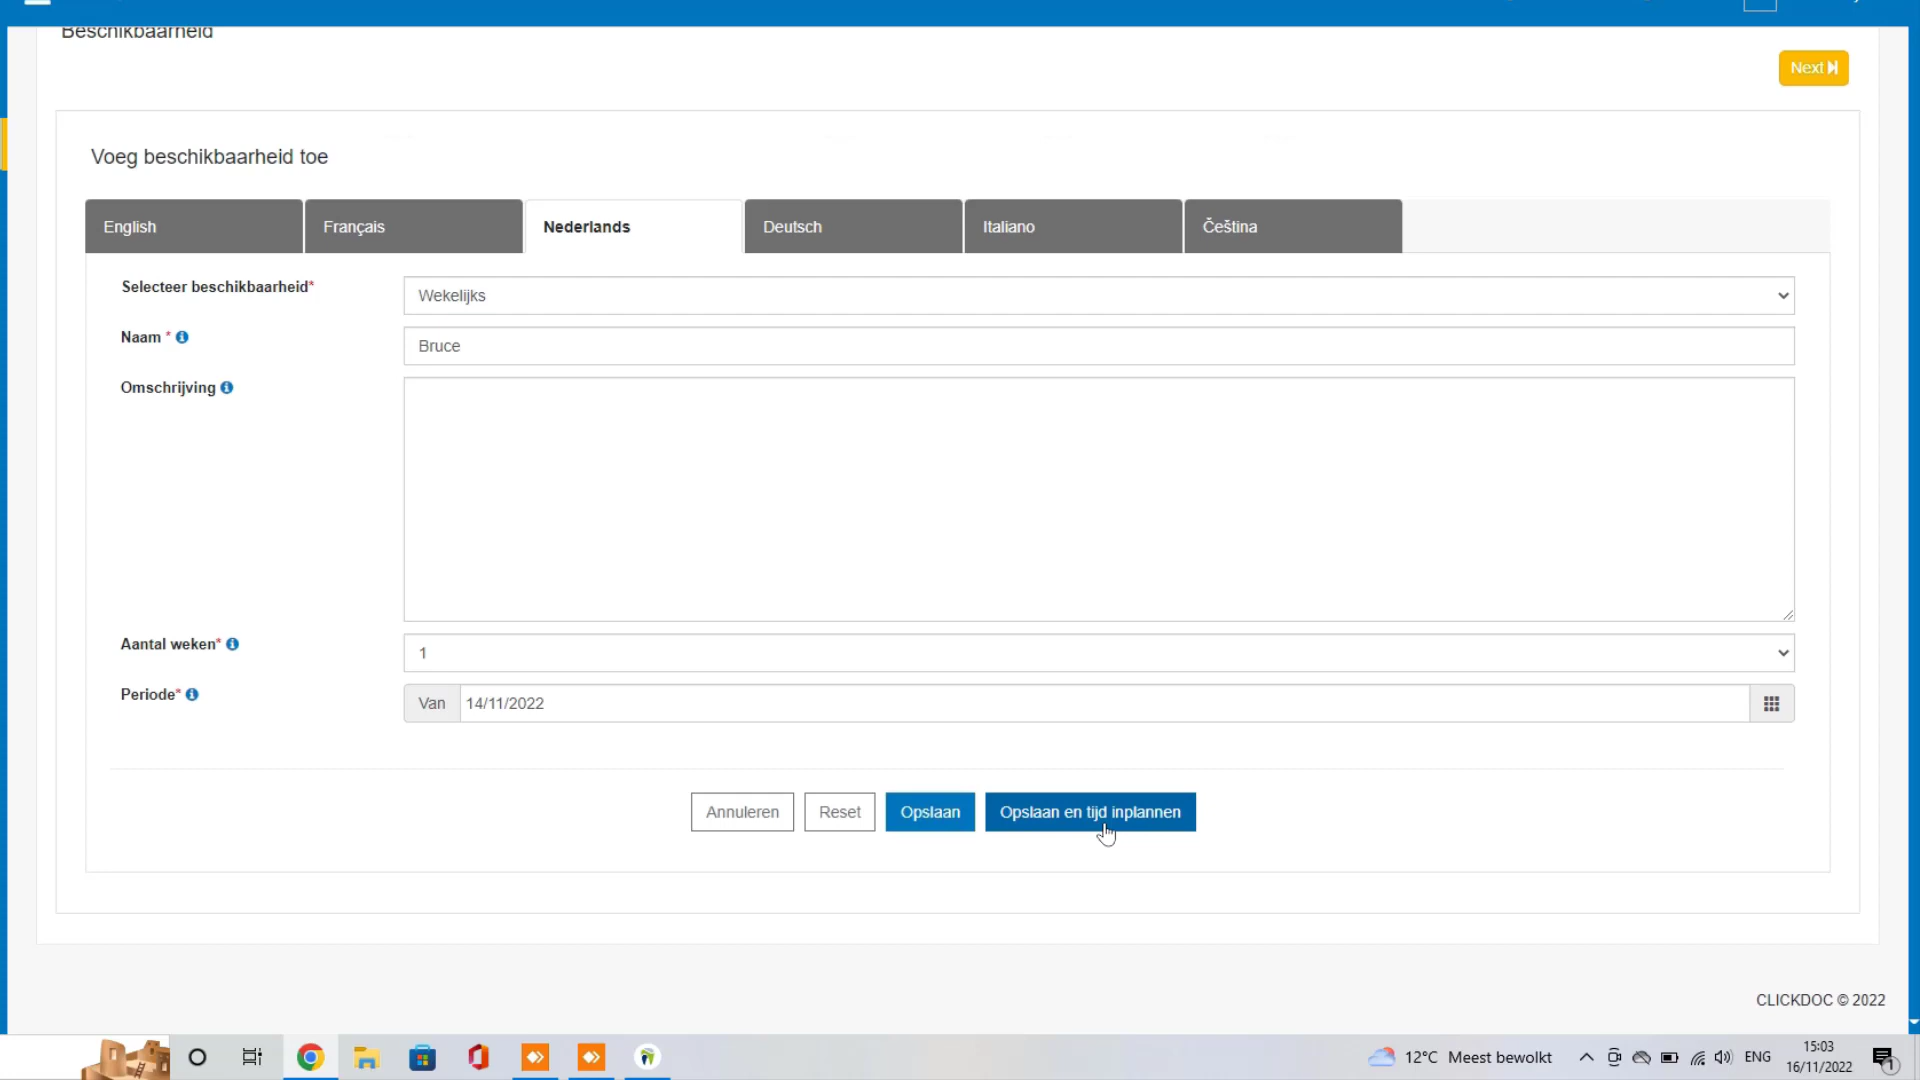 Beschikbaarheid
Next
Voeg beschikbaarheid toe
English
Français
Nederlands
Deutsch
Italiano
Čeština
Selecteer beschikbaarheid*
Wekelijks
Naam *
Bruce
Omschrijving
Aantal weken*
1
Periode*
Van
14/11/2022
Annuleren
Reset
Opslaan
Opslaan en tijd inplannen
CLICKDOC © 2022
12°C Meest bewolkt
ENG
15:03
16/11/2022
1